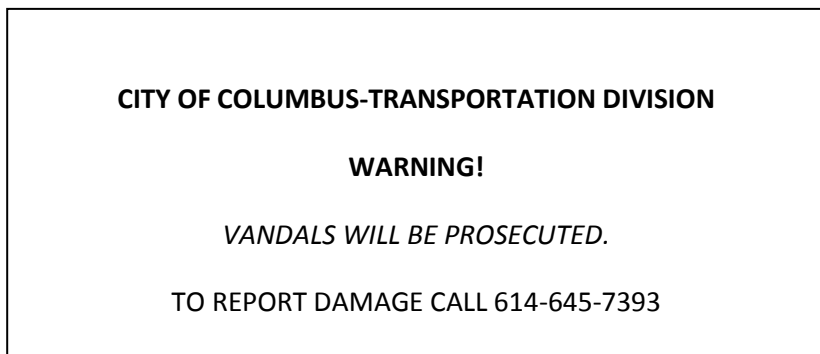 CITY OF COLUMBUS-TRANSPORTATION DIVISION
WARNING!
VANDALS WILL BE PROSECUTED.
TO REPORT DAMAGE CALL 614-645-7393